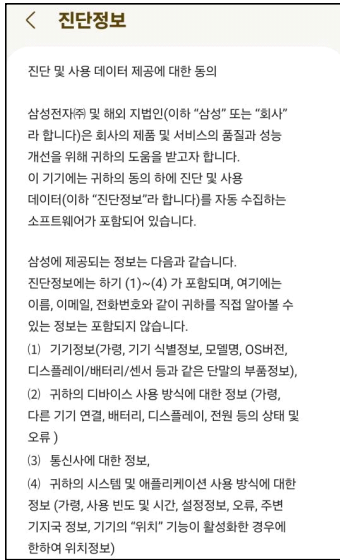 진단정보
진단 및 사용 데이터 제공에 대한 동의
삼성전자㈜ 및 해외 지법인(이하 “삼성” 또는 “회사”
라 합니다)은 회사의 제품 및 서비스의 품질과 성능
개선을 위해 귀하의 도움을 받고자 합니다.
이 기기에는 귀하의 동의 하에 진단 및 사용
데이터(이하 “진단정보”라 합니다)를 자동 수집하는
소프트웨어가 포함되어 있습니다.
삼성에 제공되는 정보는 다음과 같습니다.
진단정보에는 하기 (1)~(4) 가 포함되며, 여기에는
이름, 이메일, 전화번호와 같이 귀하를 직접 알아볼 수
있는 정보는 포함되지 않습니다.
(1) 기기정보(가령, 기기 식별정보, 모델명, OS버전,
디스플레이/배터리/센서 등과 같은 단말의 부품정보),
(2) 귀하의 디바이스 사용 방식에 대한 정보 (가령,
다른 기기 연결, 배터리, 디스플레이, 전원 등의 상태 및
오류 )
(3) 통신사에 대한 정보,
(4) 귀하의 시스템 및 애플리케이션 사용 방식에 대한
정보 (가령, 사용 빈도 및 시간, 설정정보, 오류, 주변
기지국 정보, 기기의 “위치” 기능이 활성화한 경우에
한하여 위치정보)